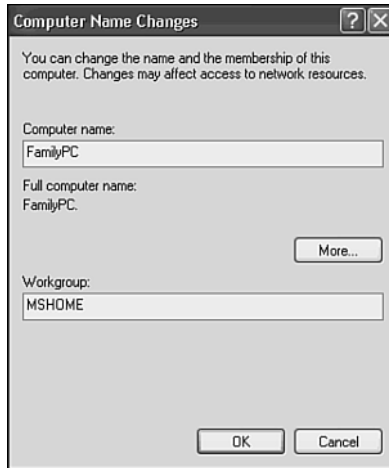 Computer Name Changes
You can change the name and the membership of this
computer. Changes may affect access to network resources.
Computer name:
FamilyPC
Full computer name:
FamilyPC.
More...
Workgroup:
MSHOME
OK
Cancel